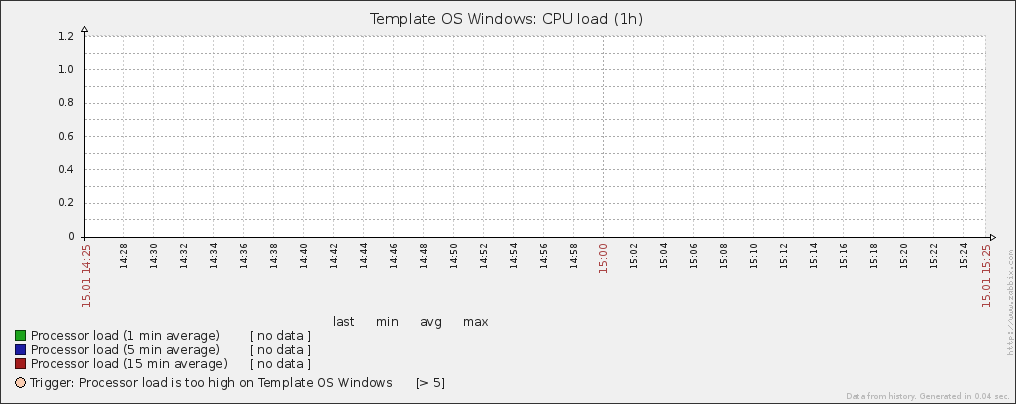 Template OS Windows: CPU load (1h)
1.2
1.0
0.8
0.6
0.4
0.2
0
15.01 14:25 14:28 14:30 14:32 14:34 14:36 14:38 14:40 14:42 14:44 14:46 14:48 14:50 14:52 14:54 14:56 14:58 15:00 15:02 15:04 15:06 15:08 15:10 15:12 15:14 15:16 15:18 15:20 15:22 15:24 15.01 15:25
http://www.zabbix.com
last min avg max
Processor load (1 min average) [ no data ]
Processor load (5 min average) [ no data ]
Processor load (15 min average) [ no data ]
Trigger: Processor load is too high on Template OS Windows [> 5]
Data from history. Generated in 0.04 sec.